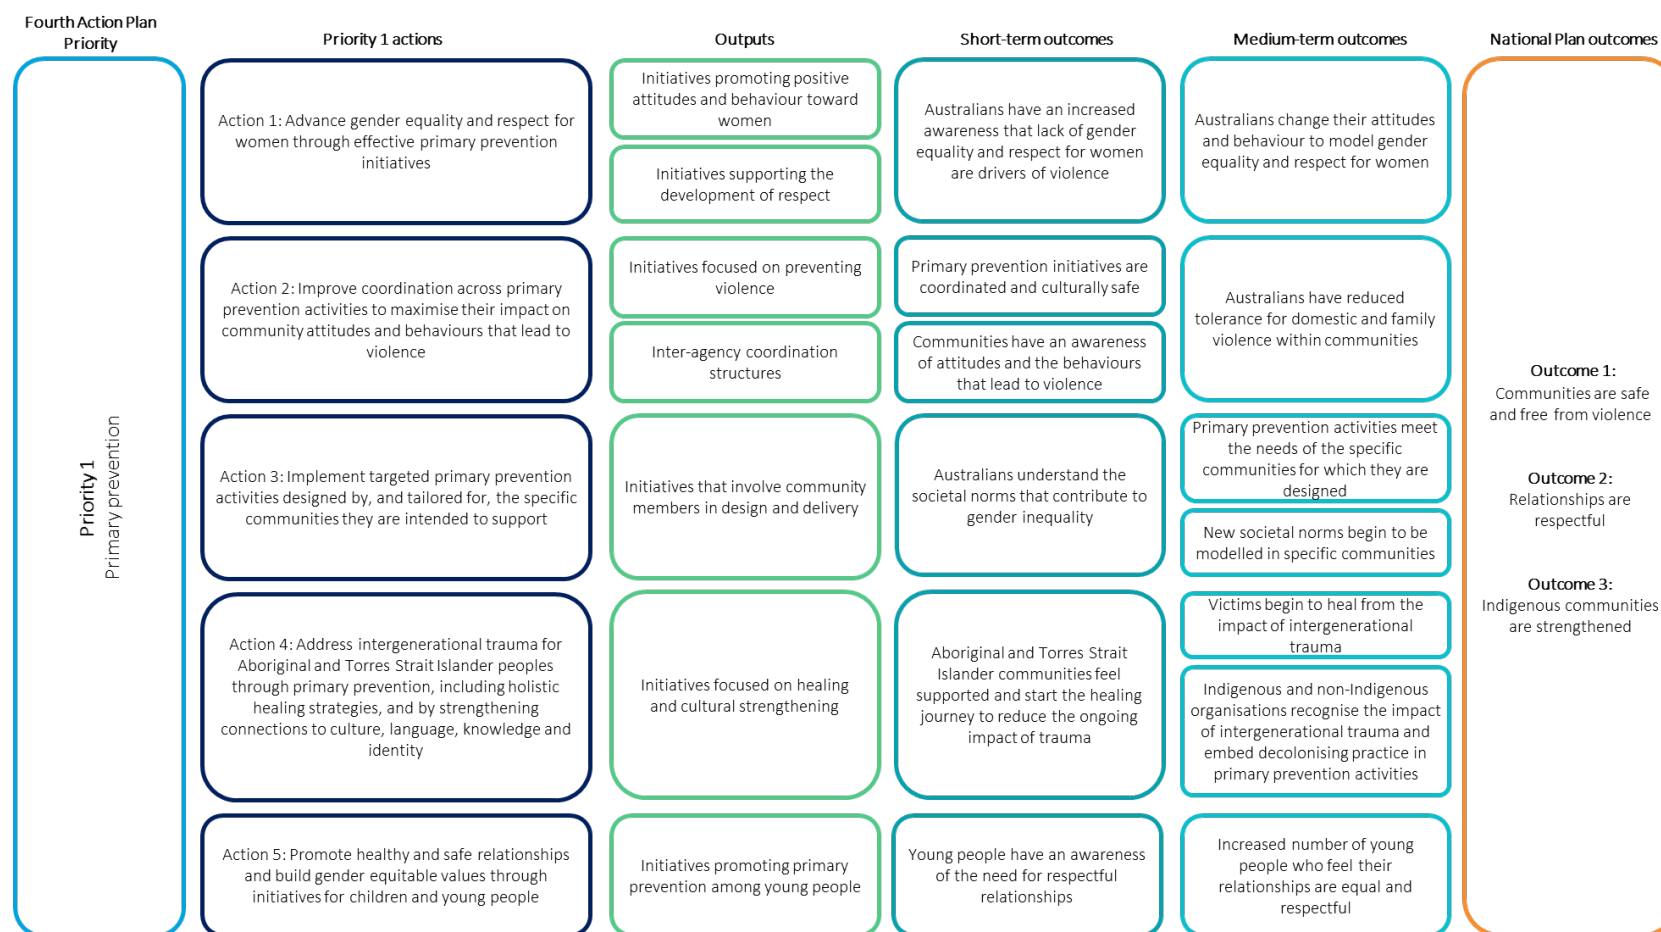 Fourth Action Plan
Priority
Priority 1 actions
Outputs
Short-term outcomes
Medium-term outcomes
National Plan outcomes
Priority 1
Primary prevention
Action 1: Advance gender equality and respect for
women through effective primary prevention
initiatives
Initiatives promoting positive
attitudes and behaviour toward
women
Initiatives supporting the
development of respect
Australians have an increased
awareness that lack of gender
equality and respect for women
are drivers of violence
Australians change their attitudes
and behaviour to model gender
equality and respect for women
Action 2: Improve coordination across primary
prevention activities to maximise their impact on
community attitudes and behaviours that lead to
violence
Initiatives focused on preventing
violence
Inter-agency coordination
structures
Primary prevention initiatives are
coordinated and culturally safe
Communities have an awareness
of attitudes and the behaviours
that lead to violence
Australians have reduced
tolerance for domestic and family
violence within communities
Action 3: Implement targeted primary prevention
activities designed by, and tailored for, the specific
communities they are intended to support
Initiatives that involve community
members in design and delivery
Australians understand the
societal norms that contribute to
gender inequality
Primary prevention activities meet
the needs of the specific
communities for which they are
designed
New societal norms begin to be
modelled in specific communities
Action 4: Address intergenerational trauma for
Aboriginal and Torres Strait Islander peoples
through primary prevention, including holistic
healing strategies, and by strengthening
connections to culture, language, knowledge and
identity
Initiatives focused on healing
and cultural strengthening
Aboriginal and Torres Strait
Islander communities feel
supported and start the healing
journey to reduce the ongoing
impact of trauma
Victims begin to heal from the
impact of intergenerational
trauma
Indigenous and non-Indigenous
organisations recognise the impact
of intergenerational trauma and
embed decolonising practice in
primary prevention activities
Action 5: Promote healthy and safe relationships
and build gender equitable values through
initiatives for children and young people
Initiatives promoting primary
prevention among young people
Young people have an awareness
of the need for respectful
relationships
Increased number of young
people who feel their
relationships are equal and
respectful
Outcome 1:
Communities are safe
and free from violence
Outcome 2:
Relationships are
respectful
Outcome 3:
Indigenous communities
are strengthened